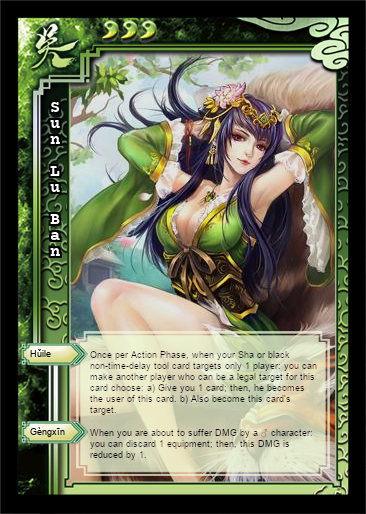 吳
Sun Lu Ban
Hǔile
Once per Action Phase, when your Sha or black
non-time-delay tool card targets only 1 player: you can
make another player who can be a legal target for this
card choose: a) Give you 1 card; then, he becomes
the user of this card. b) Also become this card's
target.
Gèngxīn
When you are about to suffer DMG by a ♂ character:
you can discard 1 equipment; then, this DMG is
reduced by 1.